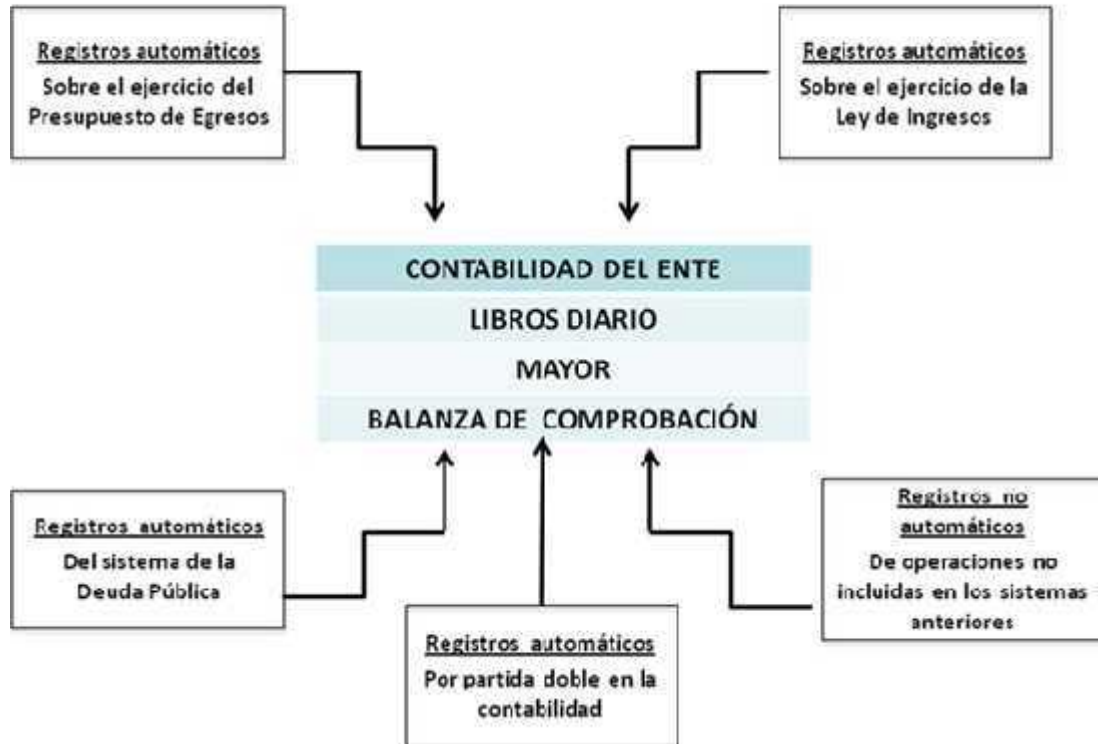 Registros automáticos
Sobre el ejercicio del
Presupuesto de Egresos
Registros automáticos
Sobre el ejercicio de la
Ley de Ingresos
CONTABILIDAD DEL ENTE
LIBROS DIARIO
MAYOR
BALANZA DE COMPROBACIÓN
Registros automáticos
Del sistema de la
Deuda Pública
Registros automáticos
Por partida doble en la
contabilidad
Registros no
automáticos
De operaciones no
incluidas en los sistemas
anteriores